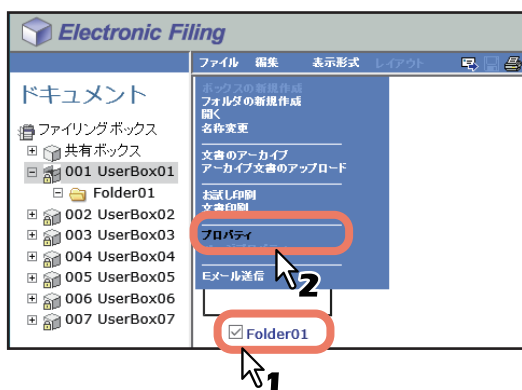 Electronic Filing
ファイル 編集 表示形式 レイアウト
ドキュメント
ファイリングボックス
共有ボックス
001 UserBox01
Folder01
002 UserBox02
003 UserBox03
004 UserBox04
005 UserBox05
006 UserBox06
007 UserBox07
ボックスの新規作成
フォルダの新規作成
開く
名称変更
文書のアーカイブ
アーカイブ文書のアップロード
お試し印刷
文書印刷
プロパティ
Eメール送信
2
Folder01
1